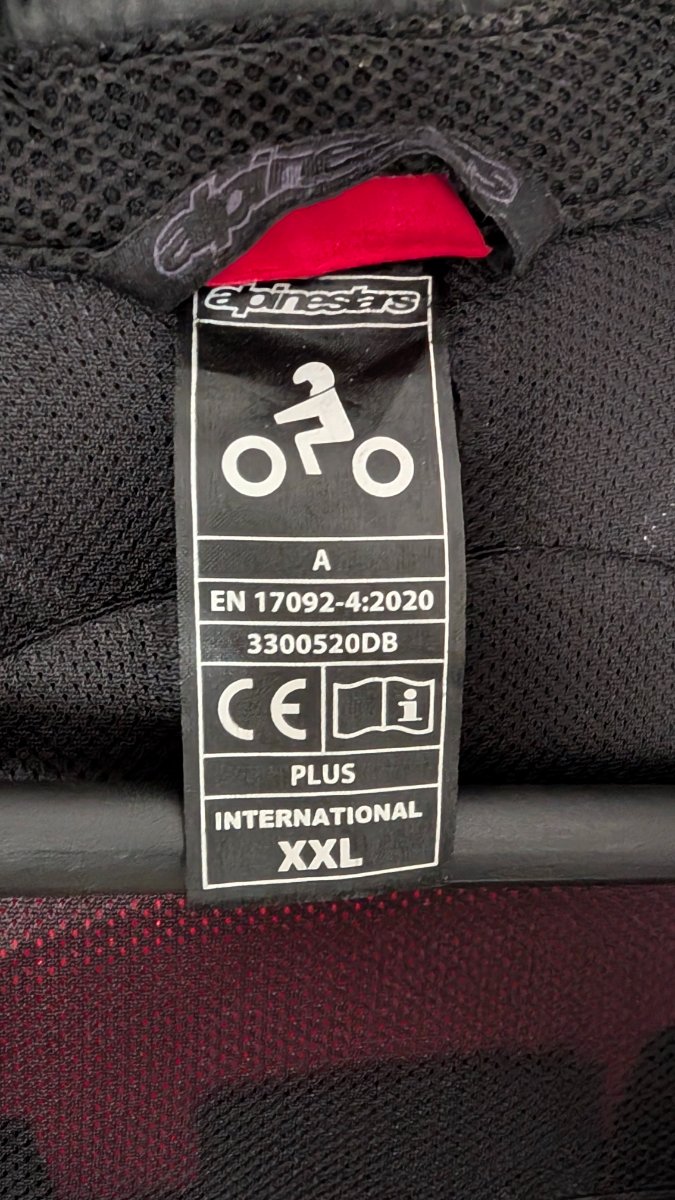 alpinestars
alpinestars
A
EN 17092-4:2020
3300520DB
CE
i
PLUS
INTERNATIONAL
XXL